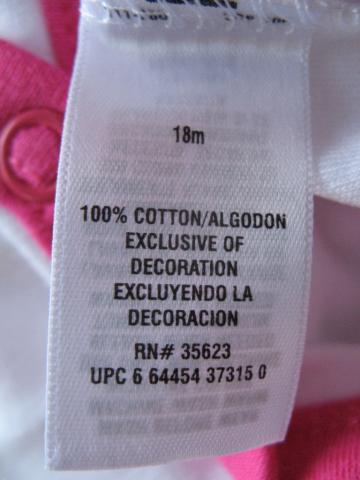 18m
100% COTTON/ALGODON
EXCLUSIVE OF
DECORATION
EXCLUYENDO LA
DECORACION
RN# 35623
UPC 6 64454 37315 0